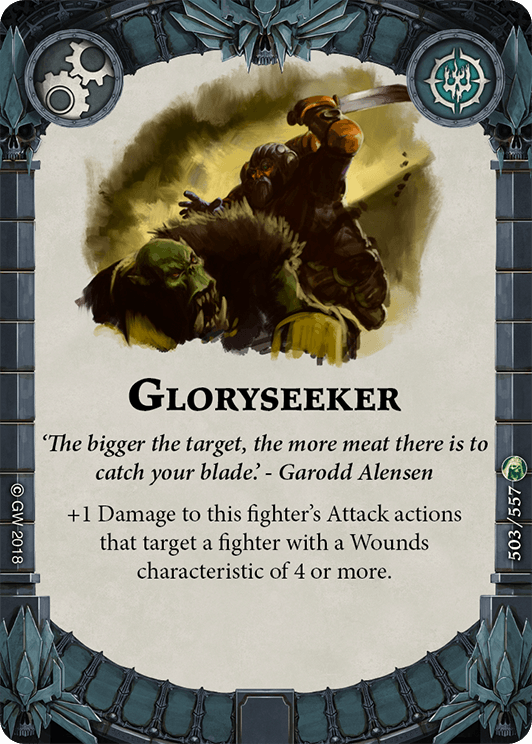 GLORYSEEKER
‘The bigger the target, the more meat there is to
catch your blade.’ - Garodd Alensen
+1 Damage to this fighter’s Attack actions
that target a fighter with a Wounds
characteristic of 4 or more.
© GW 2018
503/557